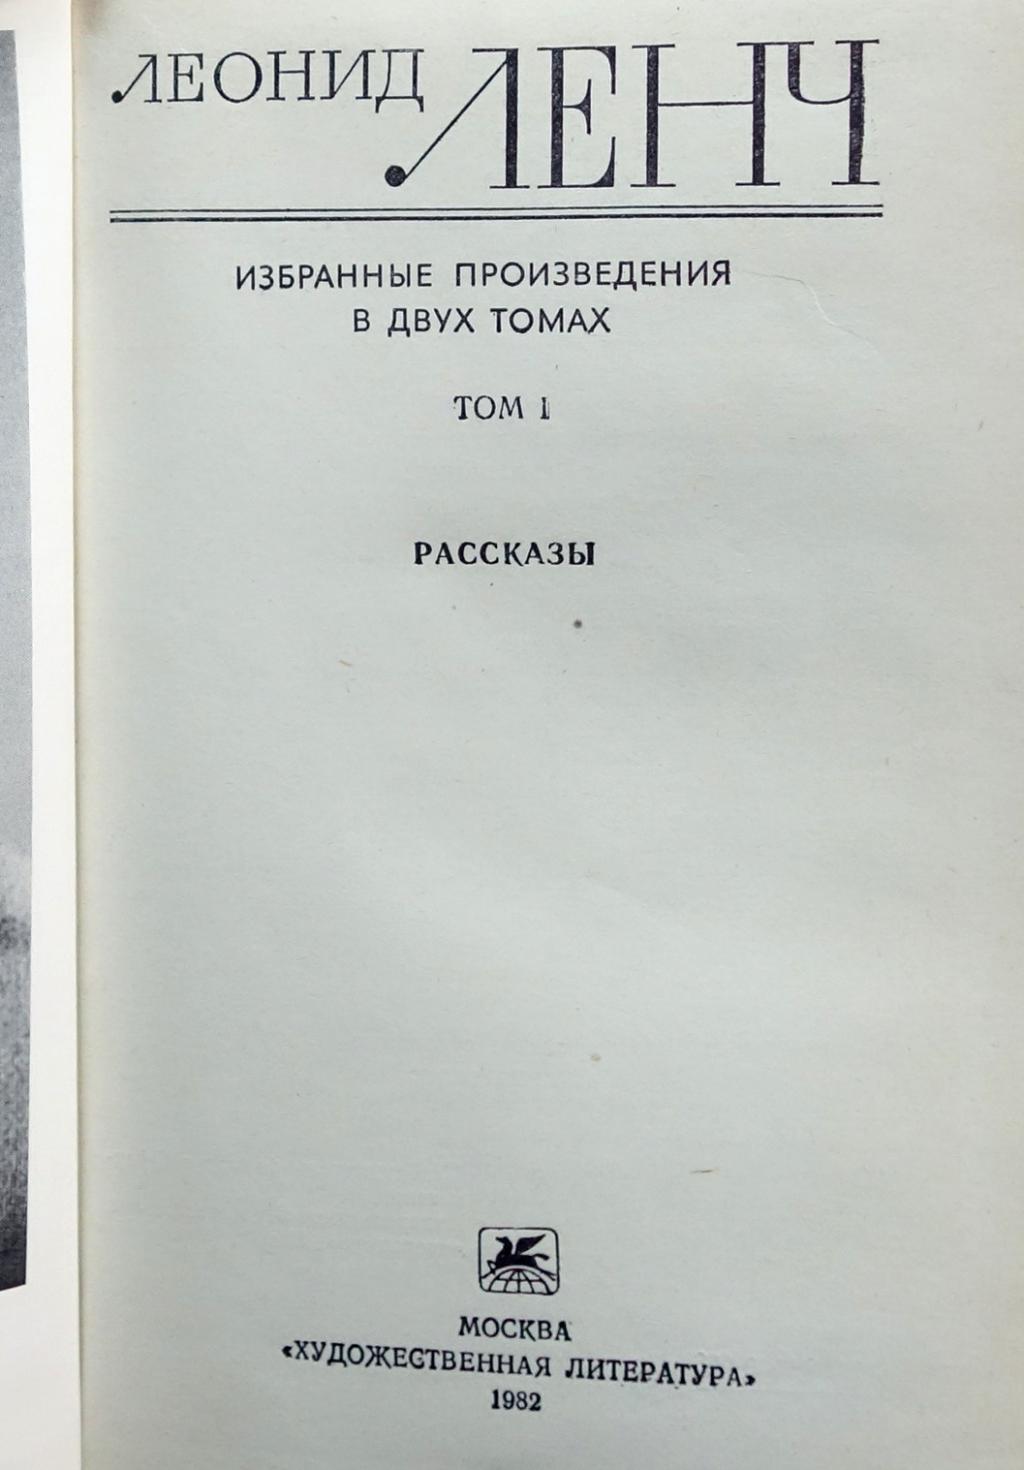 ЛЕОНИД ЛЕНЧ
ИЗБРАННЫЕ ПРОИЗВЕДЕНИЯ
В ДВУХ ТОМАХ
ТОМ 1
РАССКАЗЫ
МОСКВА
«ХУДОЖЕСТВЕННАЯ ЛИТЕРАТУРА»
1982